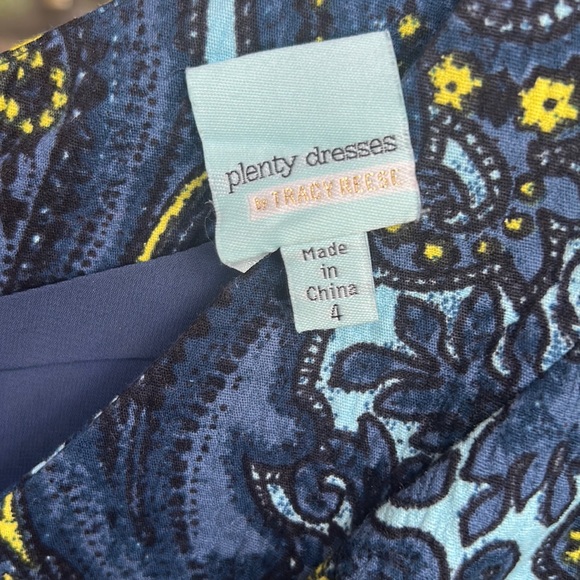 plenty dresses
by TRACY REESE
Made
in
China
4